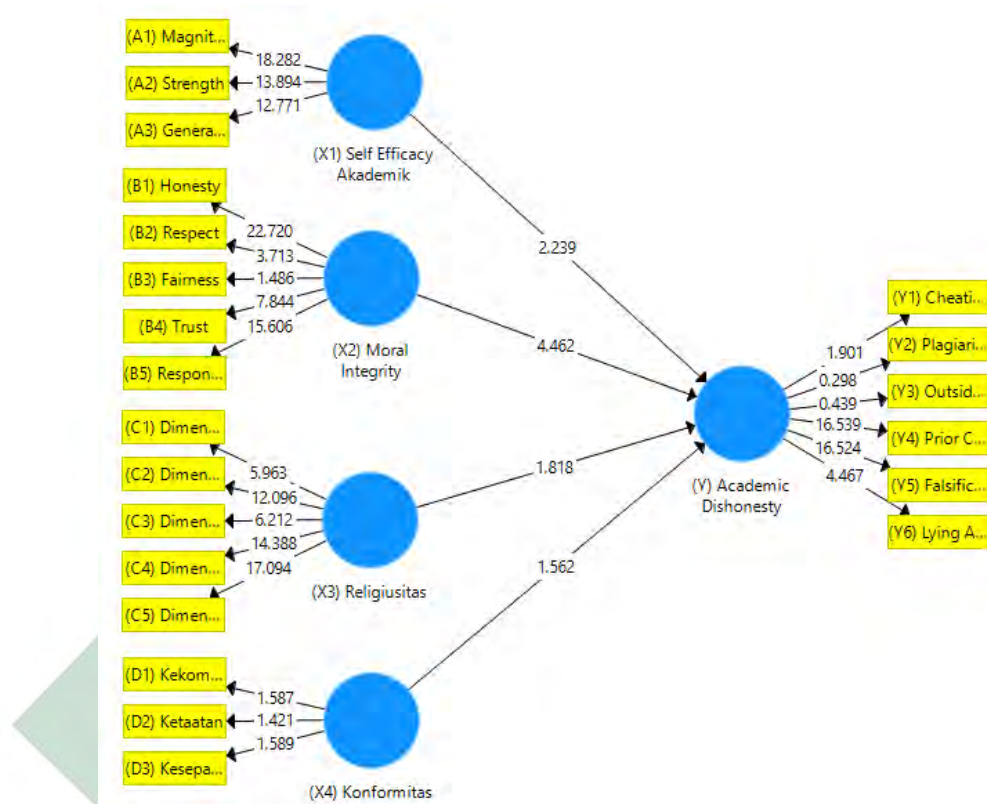 (A1) Magnit...
(A2) Strength
(A3) Genera...
18.282
13.894
12.771
(X1) Self Efficacy
Akademik
(B1) Honesty
(B2) Respect
(B3) Fairness
(B4) Trust
(B5) Respon...
22.720
3.713
1.486
7.844
15.606
(X2) Moral
Integrity
(C1) Dimen...
(C2) Dimen...
(C3) Dimen...
(C4) Dimen...
(C5) Dimen...
5.963
12.096
6.212
14.388
17.094
(X3) Religiusitas
(D1) Kekom...
(D2) Ketaatan
(D3) Kesepa...
1.587
1.421
1.589
(X4) Konformitas
2.239
4.462
1.818
1.562
(Y) Academic
Dishonesty
1.901
0.298
0.439
16.539
16.524
4.467
(Y1) Cheati...
(Y2) Plagiari...
(Y3) Outsid...
(Y4) Prior C...
(Y5) Falsific...
(Y6) Lying A...